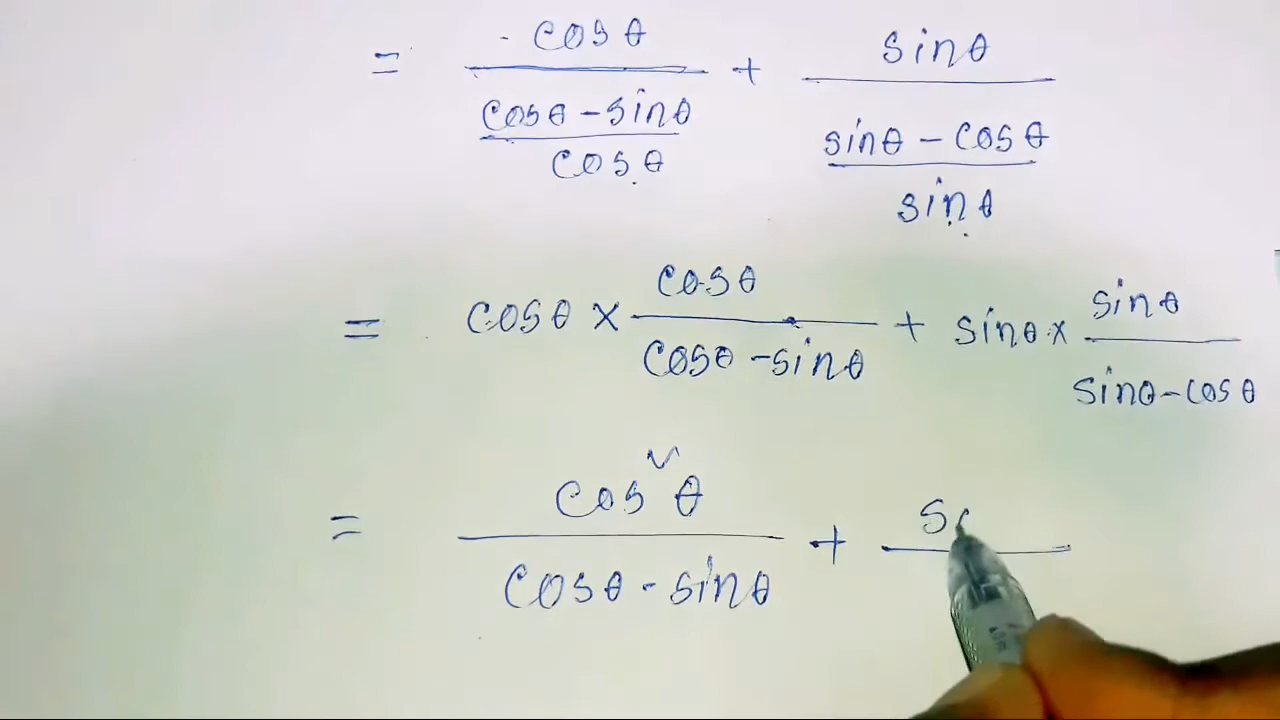 = cosθ / ((cosθ - sinθ) / cosθ) + sinθ / ((sinθ - cosθ) / sinθ)
= cosθ × cosθ / (cosθ - sinθ) + sinθ × sinθ / (sinθ - cosθ)
= cos²θ / (cosθ - sinθ) + s